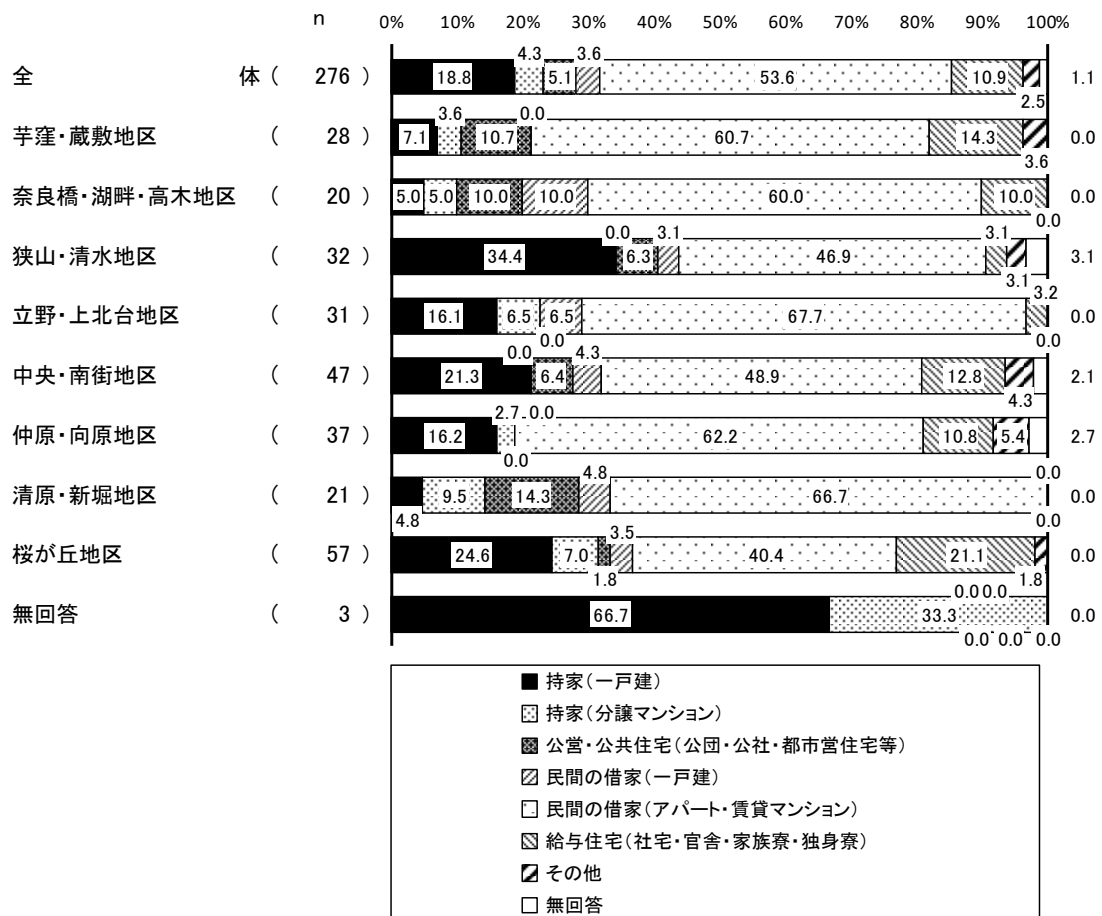 n 0% 10% 20% 30% 40% 50% 60% 70% 80% 90% 100%
4.3 3.6
全体 ( 276 ) 18.8 5.1 53.6 10.9 1.1
2.5
3.6 0.0
芋窪・蔵敷地区 ( 28 ) 7.1 10.7 60.7 14.3 0.0
3.6
奈良橋・湖畔・高木地区 ( 20 ) 5.0 5.0 10.0 10.0 60.0 10.0 0.0
0.0
0.0 3.1 3.1
狭山・清水地区 ( 32 ) 34.4 6.3 46.9 3.1
3.1
3.2
立野・上北台地区 ( 31 ) 16.1 6.5 6.5 67.7 0.0
0.0 0.0
0.0 4.3
中央・南街地区 ( 47 ) 21.3 6.4 48.9 12.8 2.1
4.3
2.7 0.0
仲原・向原地区 ( 37 ) 16.2 62.2 10.8 5.4 2.7
0.0
4.8 0.0
清原・新堀地区 ( 21 ) 9.5 14.3 66.7 0.0
4.8 0.0
3.5
桜が丘地区 ( 57 ) 24.6 7.0 40.4 21.1 0.0
1.8 1.8
0.0 0.0
無回答 ( 3 ) 66.7 33.3 0.0
0.0 0.0 0.0
持家(一戸建)
持家(分譲マンション)
公営・公共住宅(公団・公社・都市営住宅等)
民間の借家(一戸建)
民間の借家(アパート・賃貸マンション)
給与住宅(社宅・官舎・家族寮・独身寮)
その他
無回答